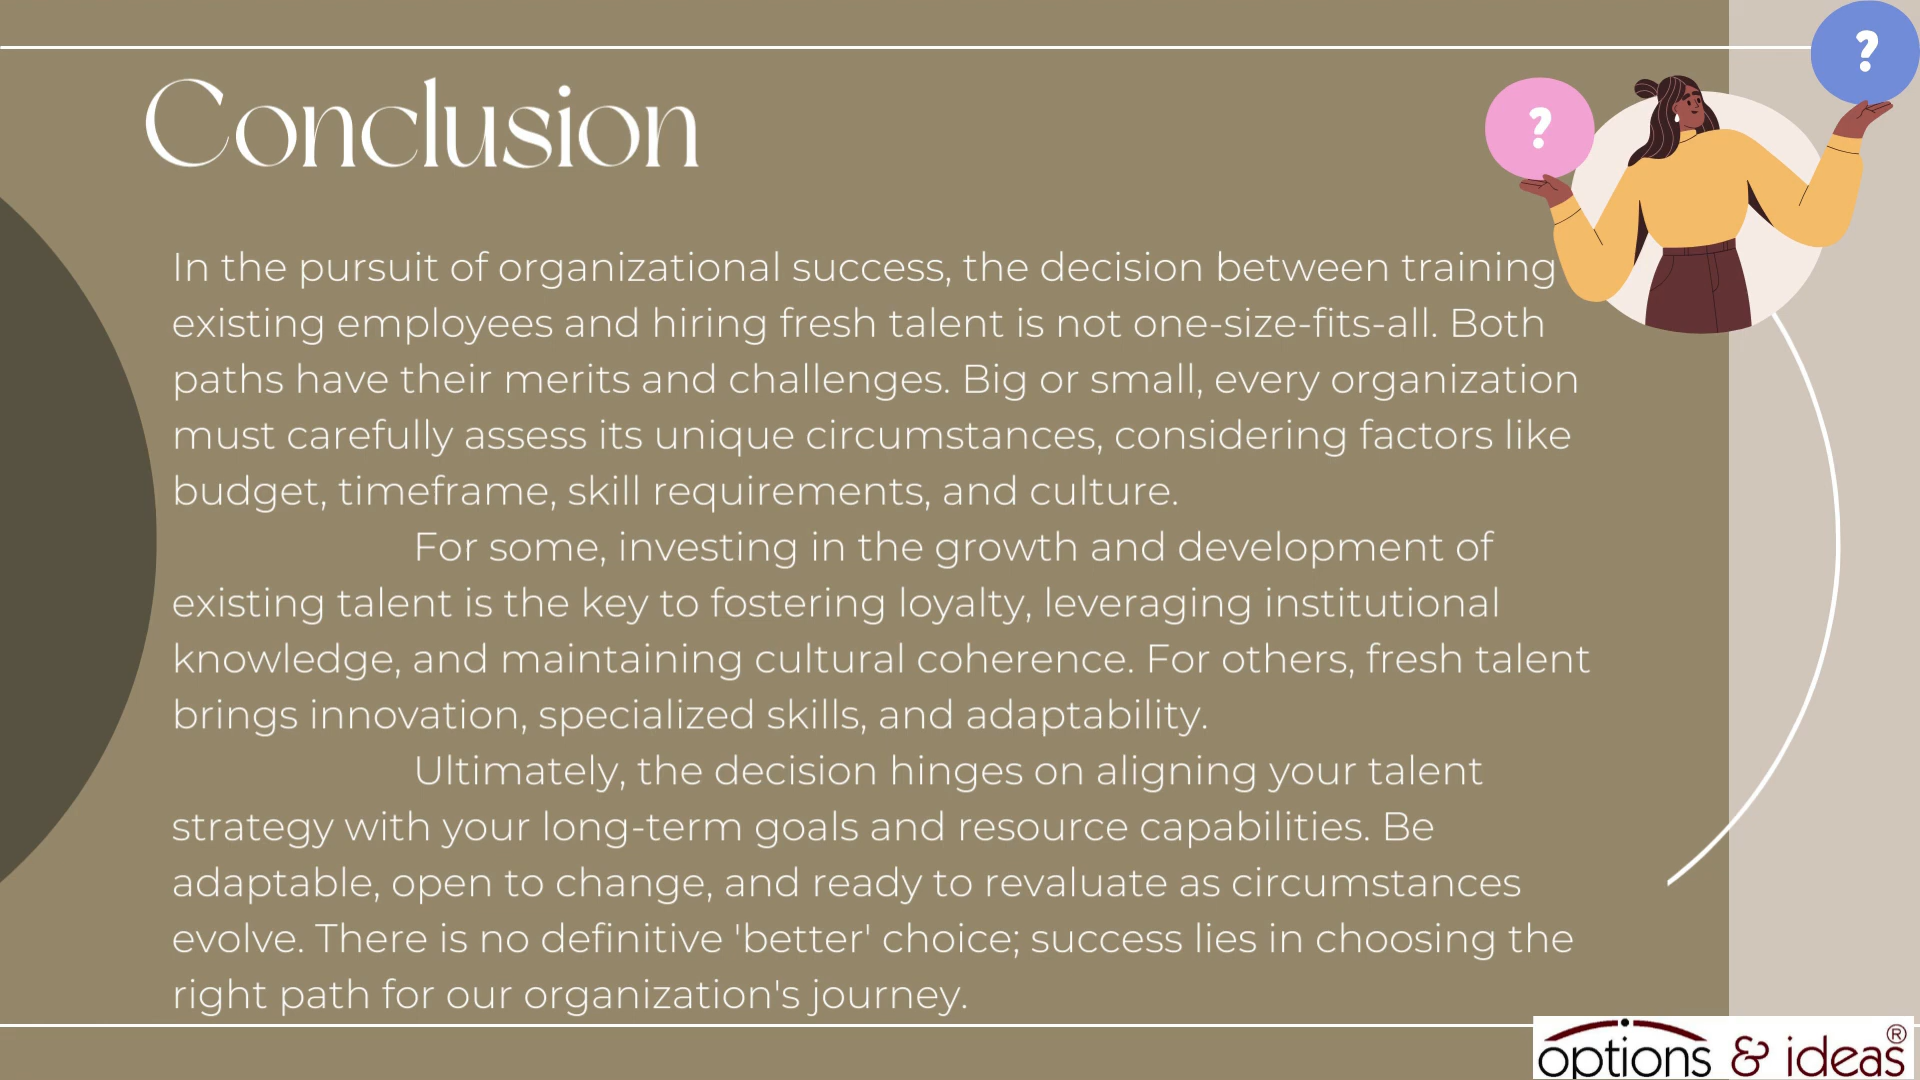 Conclusion
?
?
In the pursuit of organizational success, the decision between training
existing employees and hiring fresh talent is not one-size-fits-all. Both
paths have their merits and challenges. Big or small, every organization
must carefully assess its unique circumstances, considering factors like
budget, timeframe, skill requirements, and culture.
For some, investing in the growth and development of
existing talent is the key to fostering loyalty, leveraging institutional
knowledge, and maintaining cultural coherence. For others, fresh talent
brings innovation, specialized skills, and adaptability.
Ultimately, the decision hinges on aligning your talent
strategy with your long-term goals and resource capabilities. Be
adaptable, open to change, and ready to revaluate as circumstances
evolve. There is no definitive 'better' choice; success lies in choosing the
right path for our organization's journey.
options & ideas®